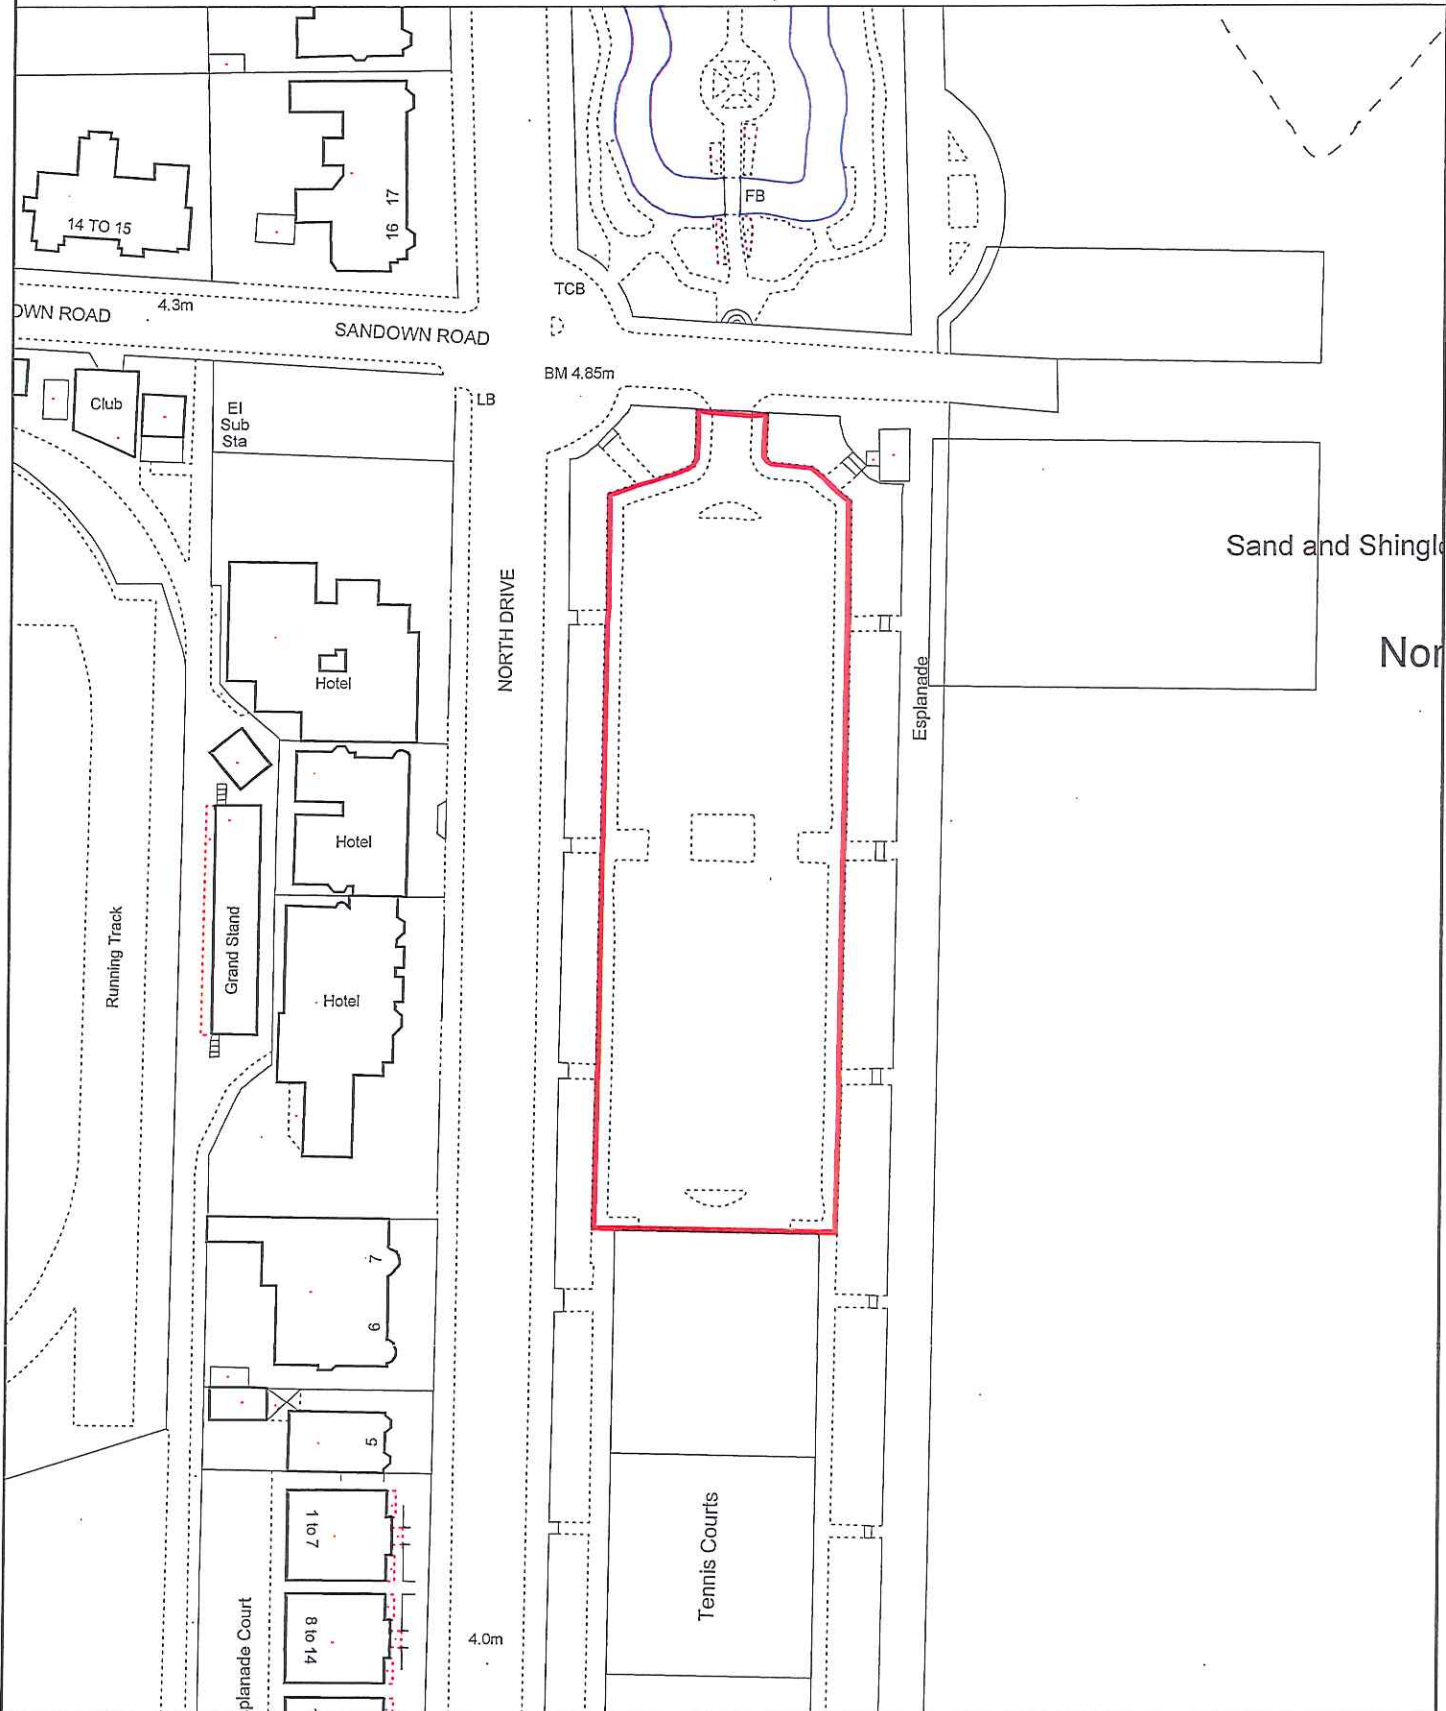 FB
17
16
14 TO 15
TCB
4.3m
OWN ROAD
SANDOWN ROAD
BM 4.85m
LB
Club
El
Sub
Sta
Sand and Shingl
NORTH DRIVE
Nor
Esplanade
Hotel
Hotel
Grand Stand
Running Track
Hotel
7
6
5
1 to 7
Tennis Courts
8 to 14
planade Court
4.0m